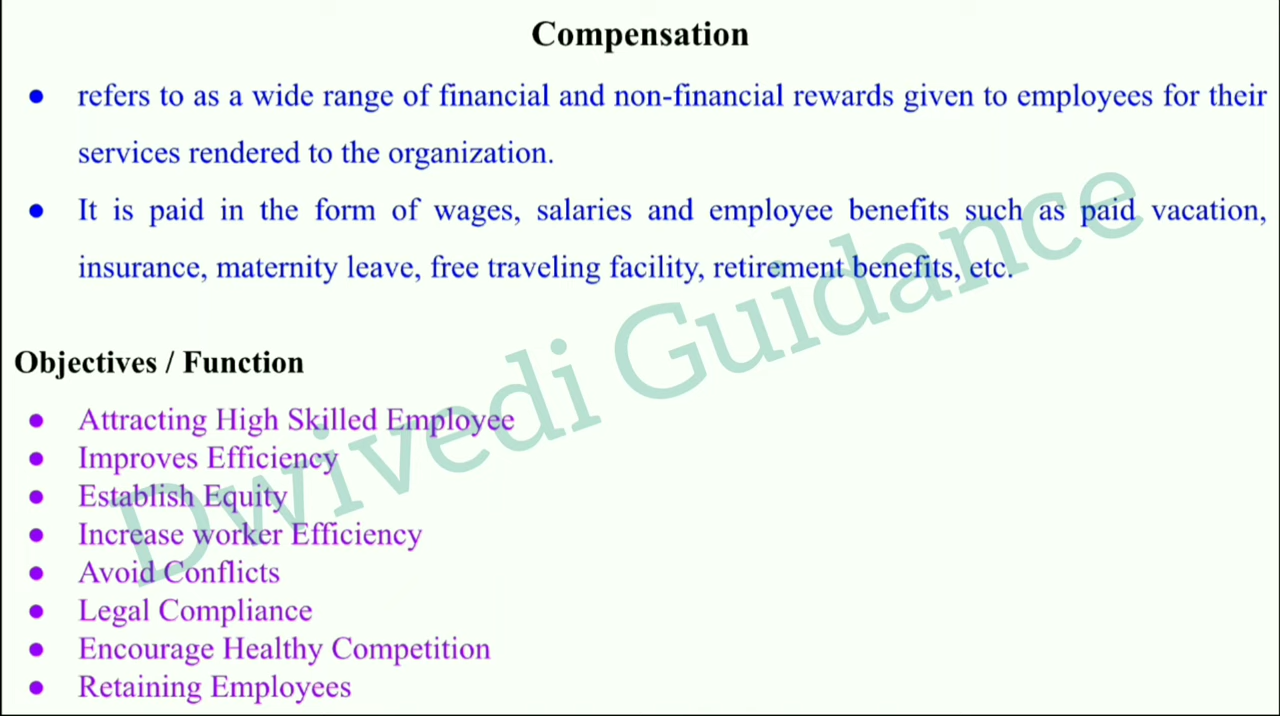 Compensation
● refers to as a wide range of financial and non-financial rewards given to employees for their
services rendered to the organization.
● It is paid in the form of wages, salaries and employee benefits such as paid vacation,
insurance, maternity leave, free traveling facility, retirement benefits, etc.
Objectives / Function
● Attracting High Skilled Employee
● Improves Efficiency
● Establish Equity
● Increase worker Efficiency
● Avoid Conflicts
● Legal Compliance
● Encourage Healthy Competition
● Retaining Employees
Dwivedi Guidance